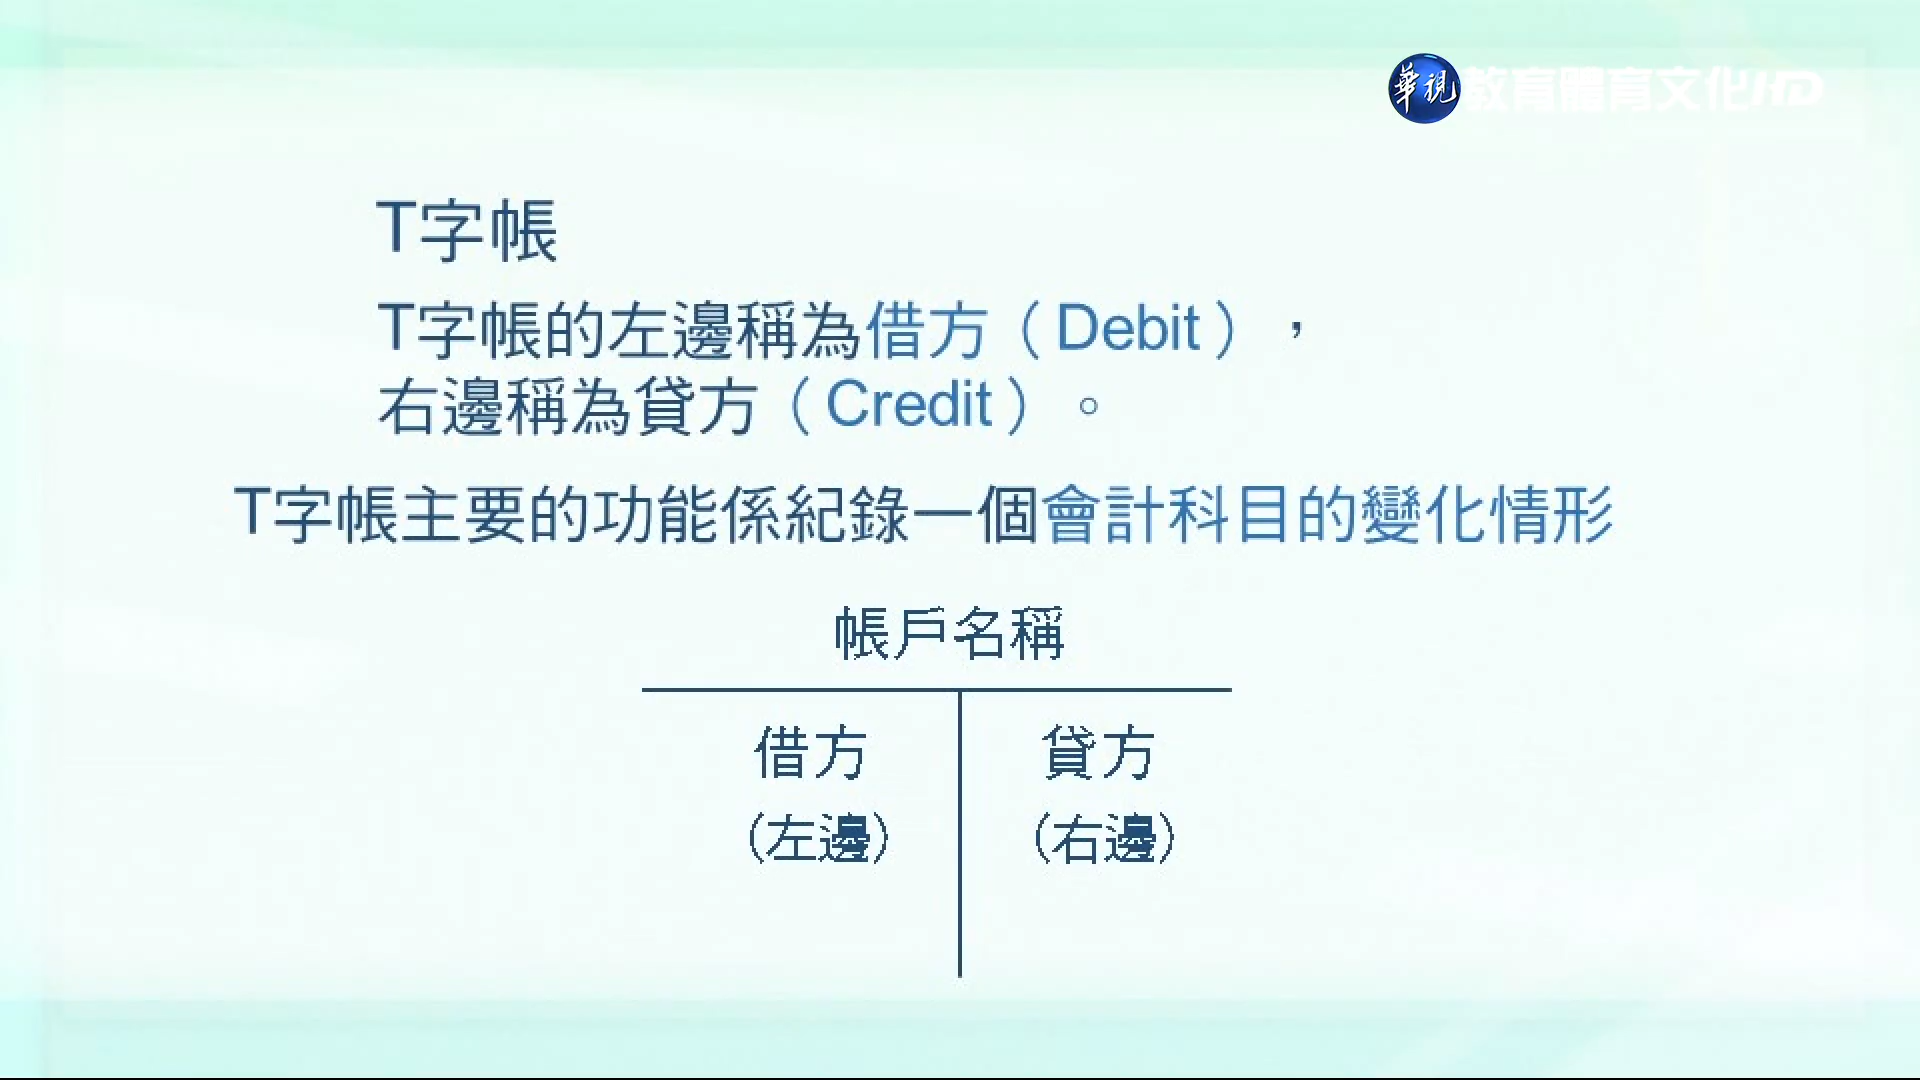 華視 教育體育文化HD
T字帳
T字帳的左邊稱為借方（Debit），
右邊稱為貸方（Credit）。
T字帳主要的功能係紀錄一個會計科目的變化情形
帳戶名稱
借方 貸方
(左邊) (右邊)